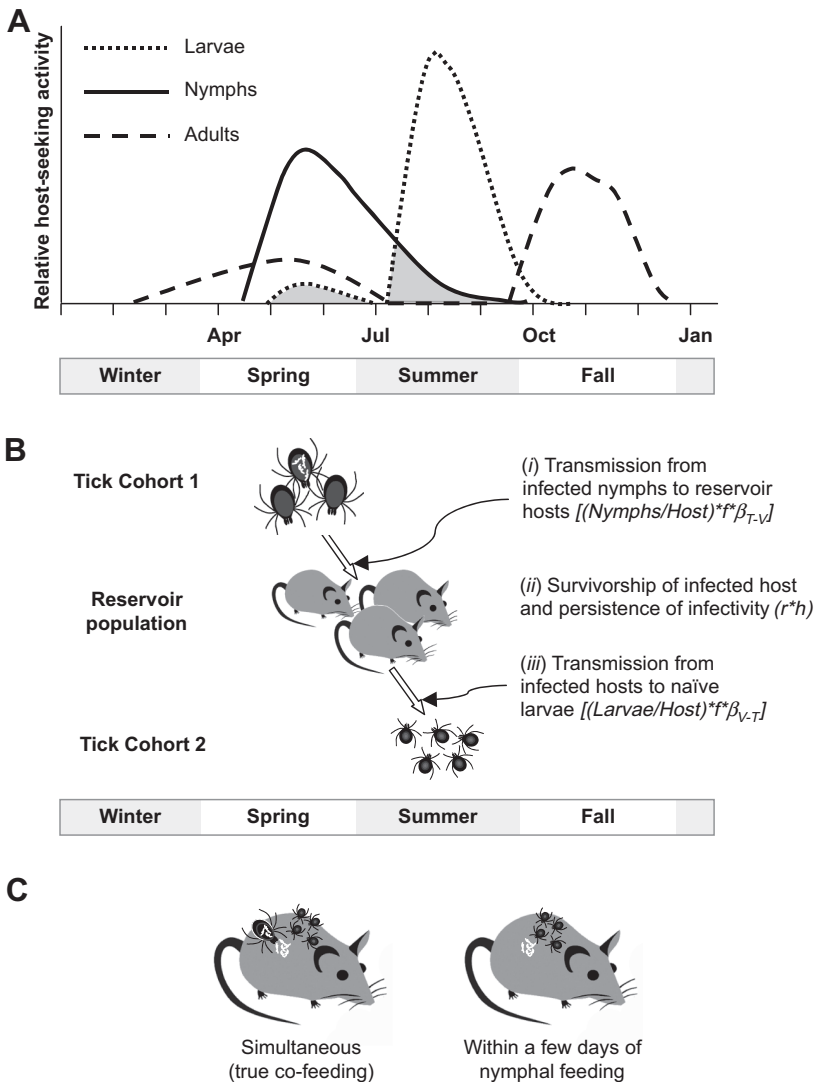 A
Relative host-seeking activity
Larvae
Nymphs
Adults
Apr Jul Oct Jan
Winter Spring Summer Fall
B
Tick Cohort 1
(i) Transmission from
infected nymphs to reservoir
hosts [(Nymphs/Host)*f*βT-V]
Reservoir
population
(ii) Survivorship of infected host
and persistence of infectivity (r*h)
(iii) Transmission from
infected hosts to naïve
larvae [(Larvae/Host)*f*βV-T]
Tick Cohort 2
Winter Spring Summer Fall
C
Simultaneous
(true co-feeding)
Within a few days of
nymphal feeding